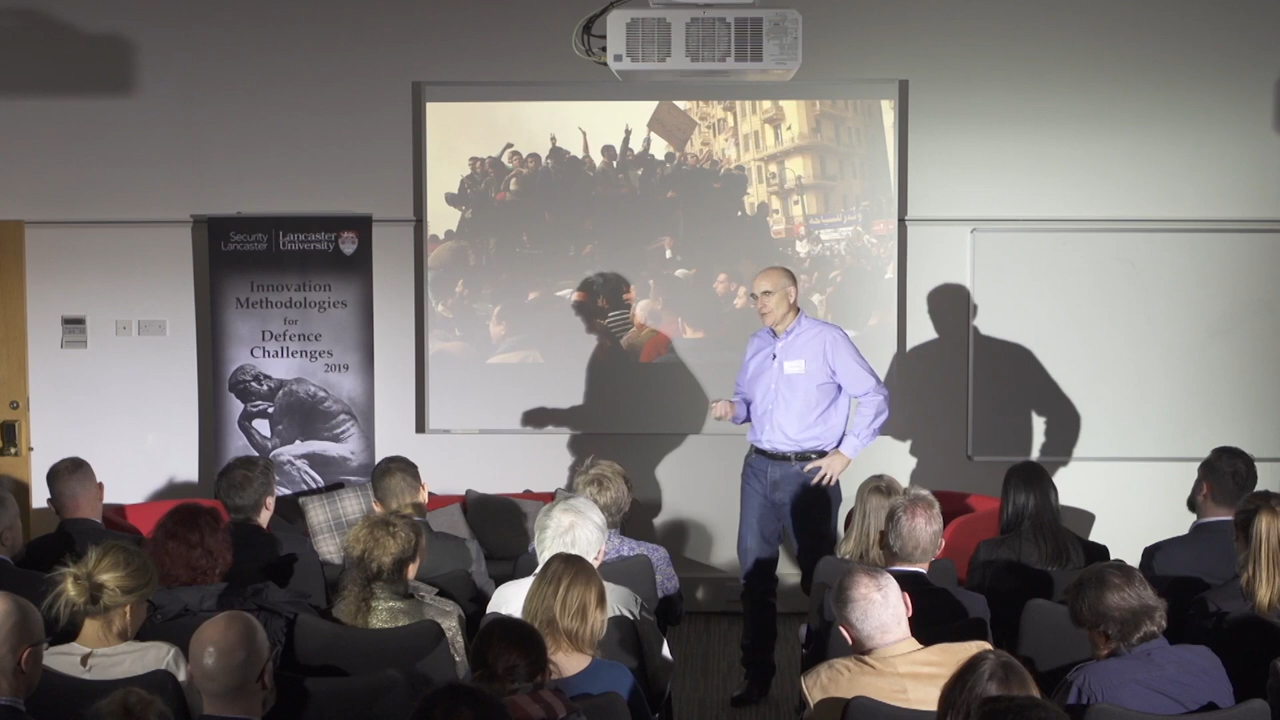 Security
Lancaster
Lancaster
University
Innovation
Methodologies
for
Defence
Challenges
2019